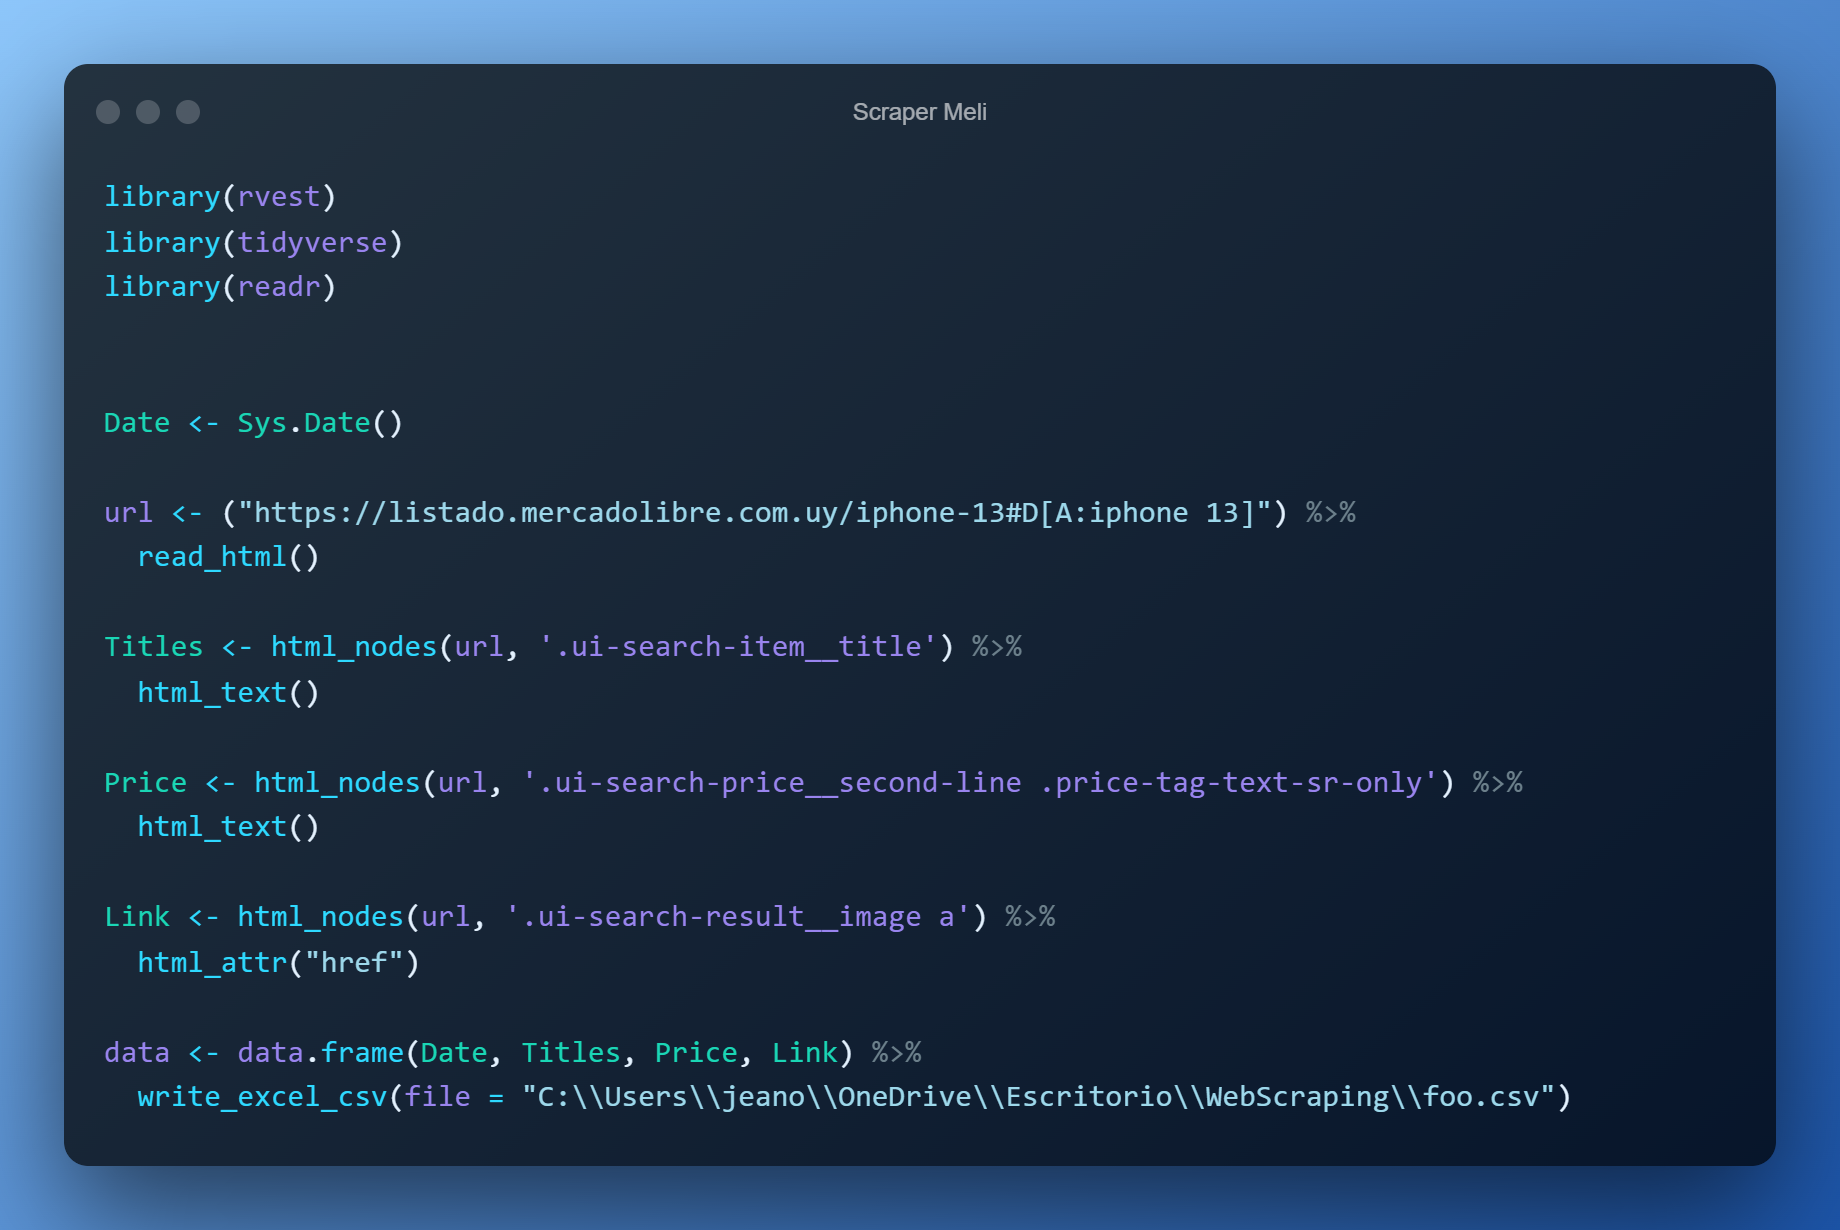 Scraper Meli
library(rvest)
library(tidyverse)
library(readr)
Date <- Sys.Date()
url <- ("https://listado.mercadolibre.com.uy/iphone-13#D[A:iphone 13]") %>%
  read_html()
Titles <- html_nodes(url, '.ui-search-item__title') %>%
  html_text()
Price <- html_nodes(url, '.ui-search-price__second-line .price-tag-text-sr-only') %>%
  html_text()
Link <- html_nodes(url, '.ui-search-result__image a') %>%
  html_attr("href")
data <- data.frame(Date, Titles, Price, Link) %>%
  write_excel_csv(file = "C:\\Users\\jeano\\OneDrive\\Escritorio\\WebScraping\\foo.csv")